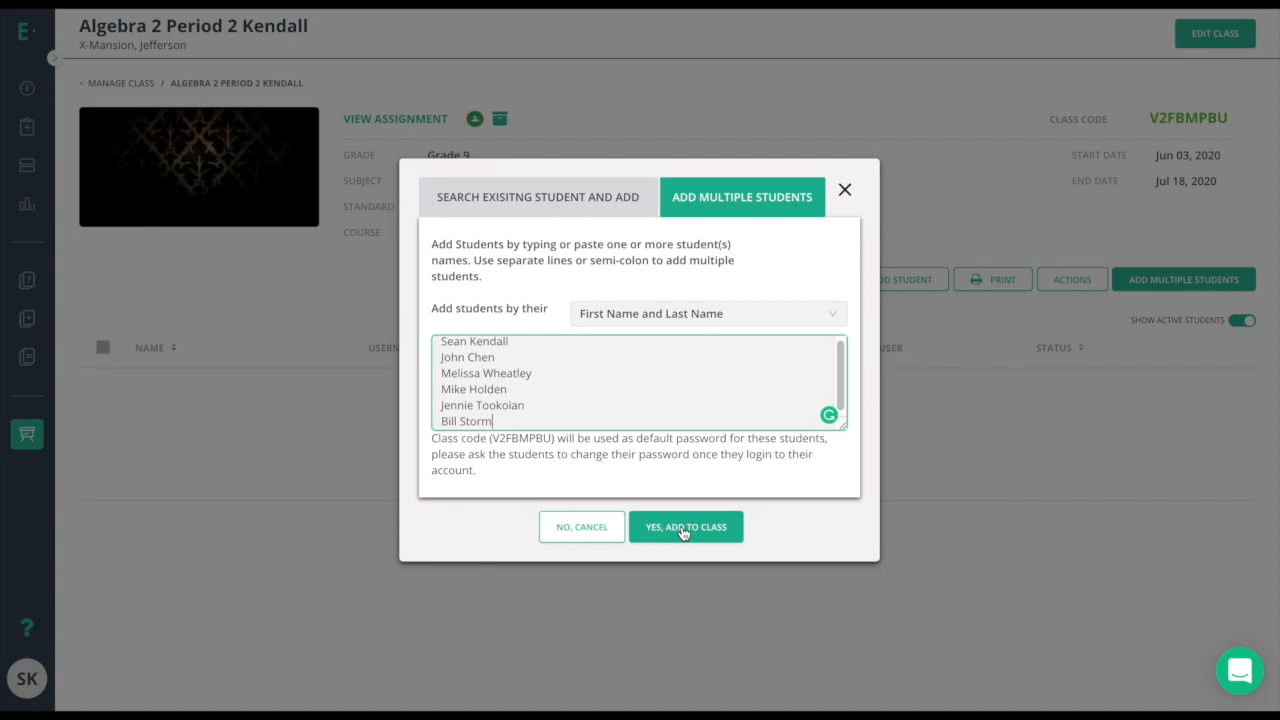 E
Algebra 2 Period 2 Kendall
X-Mansion, Jefferson
EDIT CLASS
< MANAGE CLASS / ALGEBRA 2 PERIOD 2 KENDALL
VIEW ASSIGNMENT
CLASS CODE V2FBMPBU
GRADE Grade 9
START DATE Jun 03, 2020
SUBJECT
END DATE Jul 18, 2020
STANDARD
COURSE
SEARCH EXISITNG STUDENT AND ADD
ADD MULTIPLE STUDENTS
Add Students by typing or paste one or more student(s)
names. Use separate lines or semi-colon to add multiple
students.
Add students by their First Name and Last Name
Sean Kendall
John Chen
Melissa Wheatley
Mike Holden
Jennie Tookoian
Bill Storm
Class code (V2FBMPBU) will be used as default password for these students,
please ask the students to change their password once they login to their
account.
NO, CANCEL
YES, ADD TO CLASS
STUDENT
PRINT
ACTIONS
ADD MULTIPLE STUDENTS
SHOW ACTIVE STUDENTS
NAME
USERN
USER
STATUS
?
SK